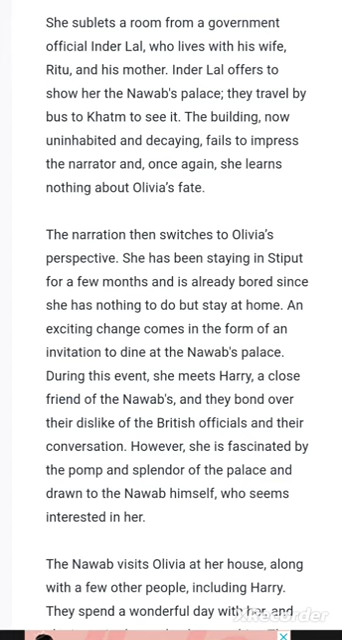 She sublets a room from a government
official Inder Lal, who lives with his wife,
Ritu, and his mother. Inder Lal offers to
show her the Nawab's palace; they travel by
bus to Khatm to see it. The building, now
uninhabited and decaying, fails to impress
the narrator and, once again, she learns
nothing about Olivia's fate.
The narration then switches to Olivia's
perspective. She has been staying in Stiput
for a few months and is already bored since
she has nothing to do but stay at home. An
exciting change comes in the form of an
invitation to dine at the Nawab's palace.
During this event, she meets Harry, a close
friend of the Nawab's, and they bond over
their dislike of the British officials and their
conversation. However, she is fascinated by
the pomp and splendor of the palace and
drawn to the Nawab himself, who seems
interested in her.
The Nawab visits Olivia at her house, along
with a few other people, including Harry.
They spend a wonderful day with her, and
XRecorder